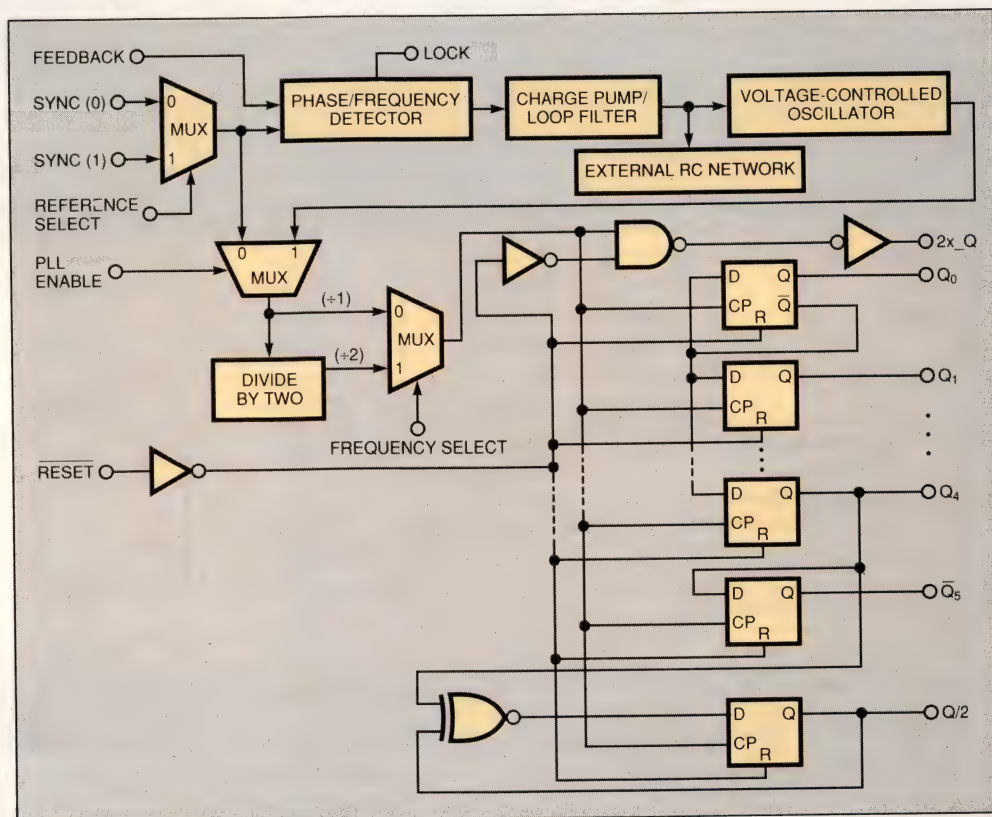 FEEDBACK
LOCK
SYNC (0)
0
MUX
PHASE/FREQUENCY
DETECTOR
CHARGE PUMP/
LOOP FILTER
VOLTAGE-CONTROLLED
OSCILLATOR
SYNC (1)
1
EXTERNAL RC NETWORK
REFERENCE
SELECT
0
1
MUX
PLL
ENABLE
(÷1)
0
MUX
(÷2)
1
DIVIDE
BY TWO
FREQUENCY SELECT
R̅E̅S̅E̅T̅
2x_Q
D
Q
CP
R
Q̅
Q₀
D
Q
CP
R
Q₁
D
Q
CP
R
Q₄
D
Q
CP
R
Q̅₅
D
Q
CP
R
Q/2